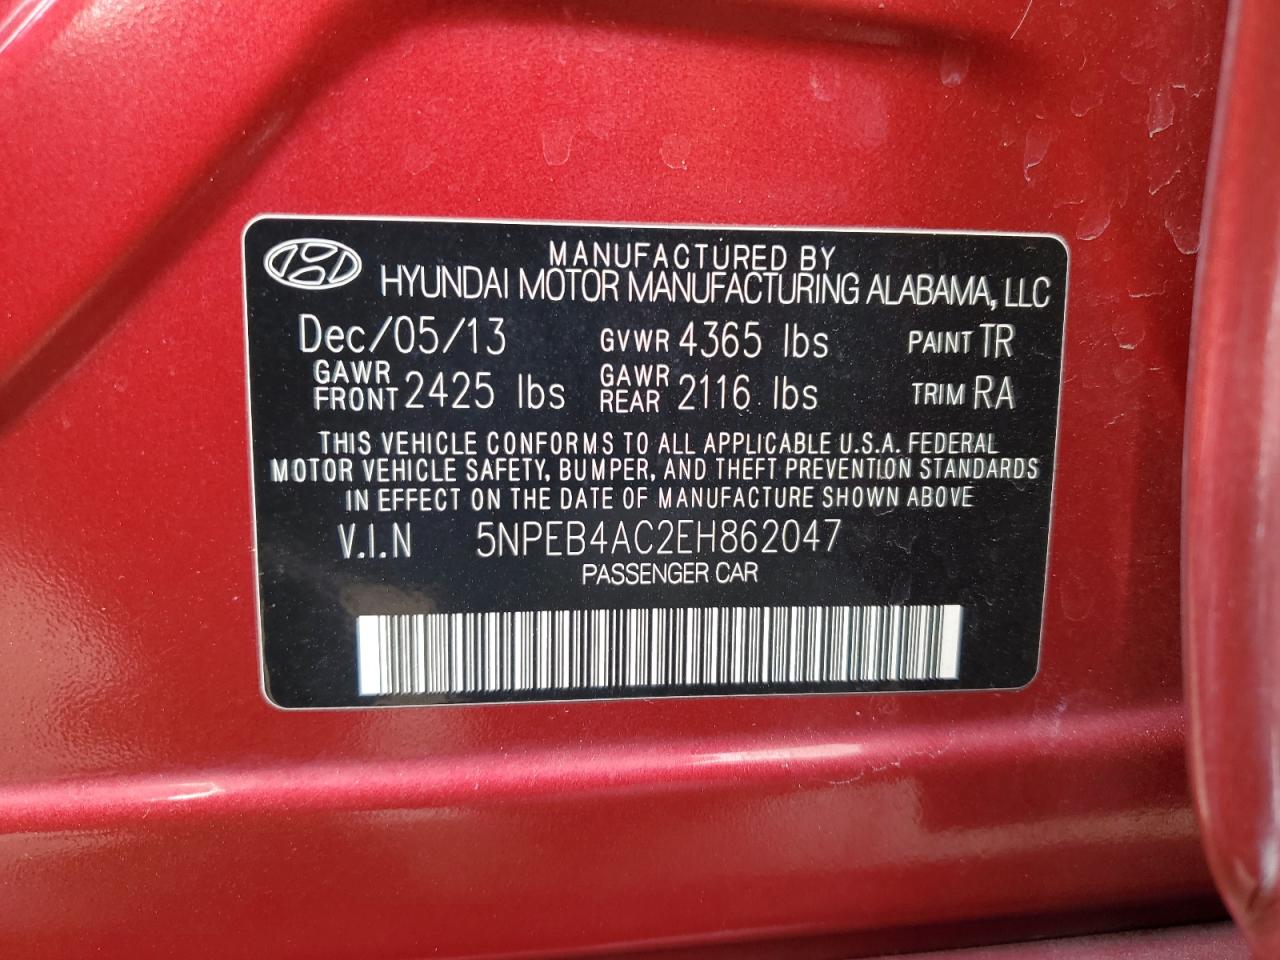 MANUFACTURED BY
HYUNDAI MOTOR MANUFACTURING ALABAMA, LLC
Dec/05/13 GVWR 4365 lbs PAINT TR
GAWR FRONT 2425 lbs GAWR REAR 2116 lbs TRIM RA
THIS VEHICLE CONFORMS TO ALL APPLICABLE U.S.A. FEDERAL
MOTOR VEHICLE SAFETY, BUMPER, AND THEFT PREVENTION STANDARDS
IN EFFECT ON THE DATE OF MANUFACTURE SHOWN ABOVE
V.I.N 5NPEB4AC2EH862047
PASSENGER CAR